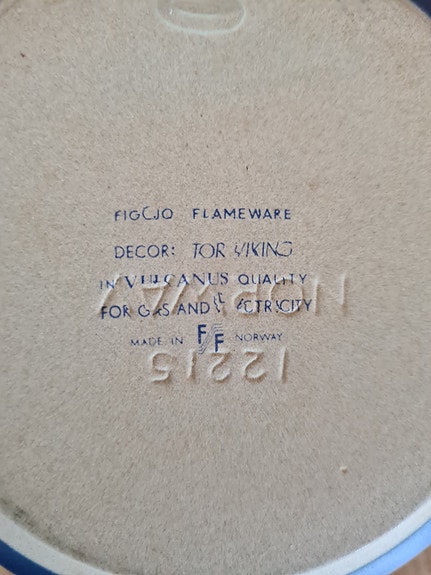 FIGGJO FLAMEWARE
DECOR: TOR VIKING
IN VULCANUS QUALITY
NORWAY
FOR GAS AND ELECTRICITY
MADE IN FF NORWAY
12215